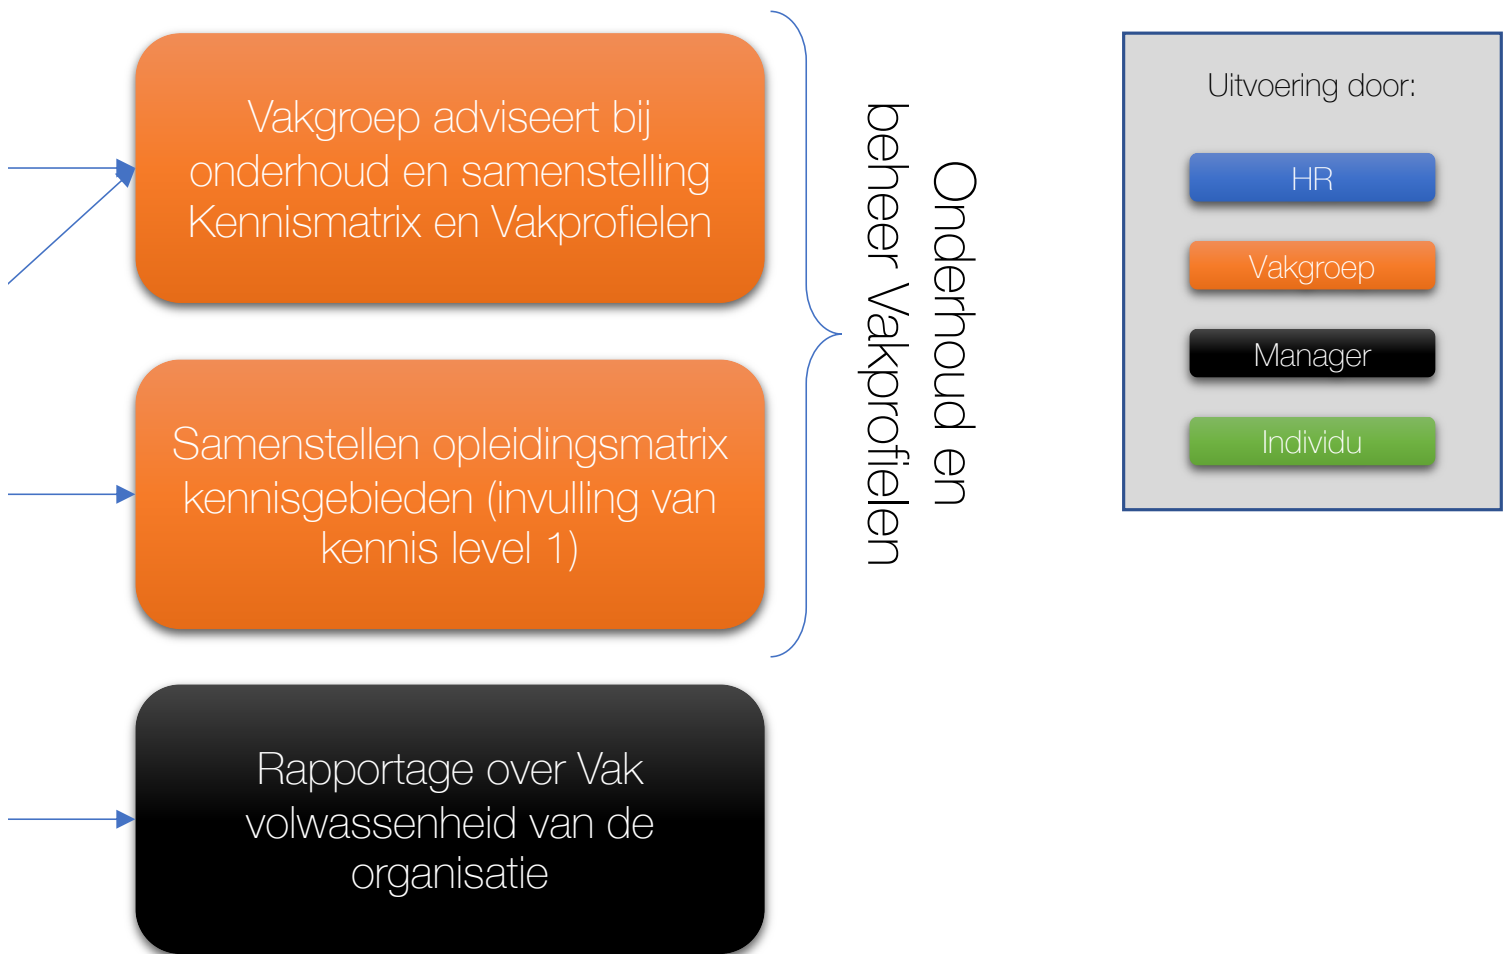 Vakgroep adviseert bij
onderhoud en samenstelling
Kennismatrix en Vakprofielen
Samenstellen opleidingsmatrix
kennisgebieden (invulling van
kennis level 1)
Rapportage over Vak
volwassenheid van de
organisatie
Onderhoud en
beheer Vakprofielen
Uitvoering door:
HR
Vakgroep
Manager
Individu